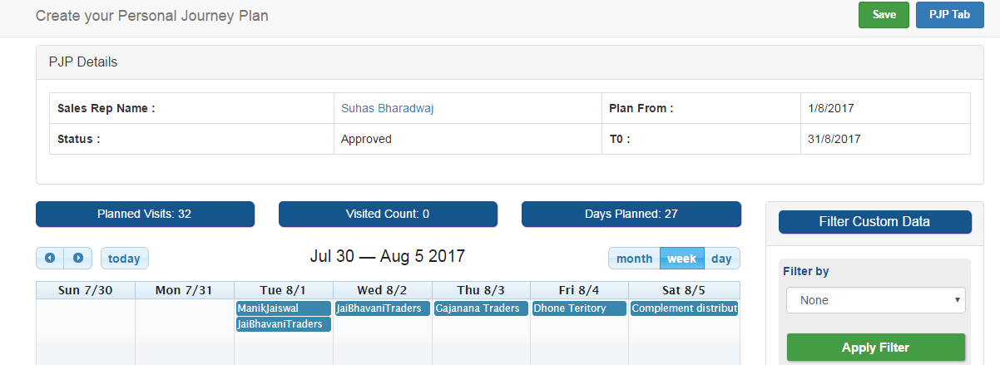 Create your Personal Journey Plan
Save
PJP Tab
PJP Details
Sales Rep Name : Suhas Bharadwaj Plan From : 1/8/2017
Status : Approved T0 : 31/8/2017
Planned Visits: 32
Visited Count: 0
Days Planned: 27
Filter Custom Data
today
Jul 30 — Aug 5 2017
month week day
Filter by
None
Apply Filter
Sun 7/30 Mon 7/31 Tue 8/1 Wed 8/2 Thu 8/3 Fri 8/4 Sat 8/5
ManikJaiswal JaiBhavaniTraders Gajanana Traders Dhone Teritory Complement distribut
JaiBhavaniTraders